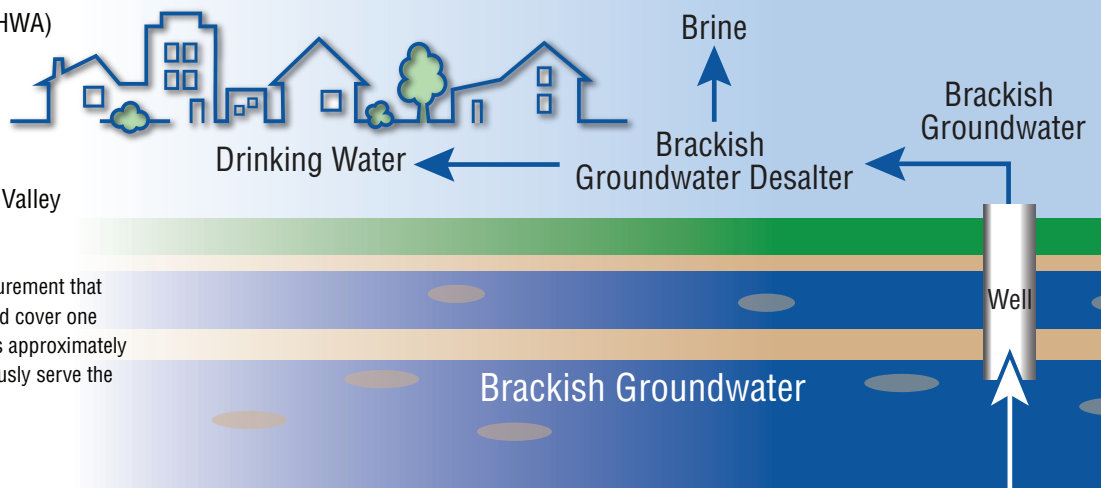 HWA)
Valley
urement that
d cover one
s approximately
usly serve the
Brine
Brackish
Groundwater
Brackish
Groundwater Desalter
Drinking Water
Well
Brackish Groundwater